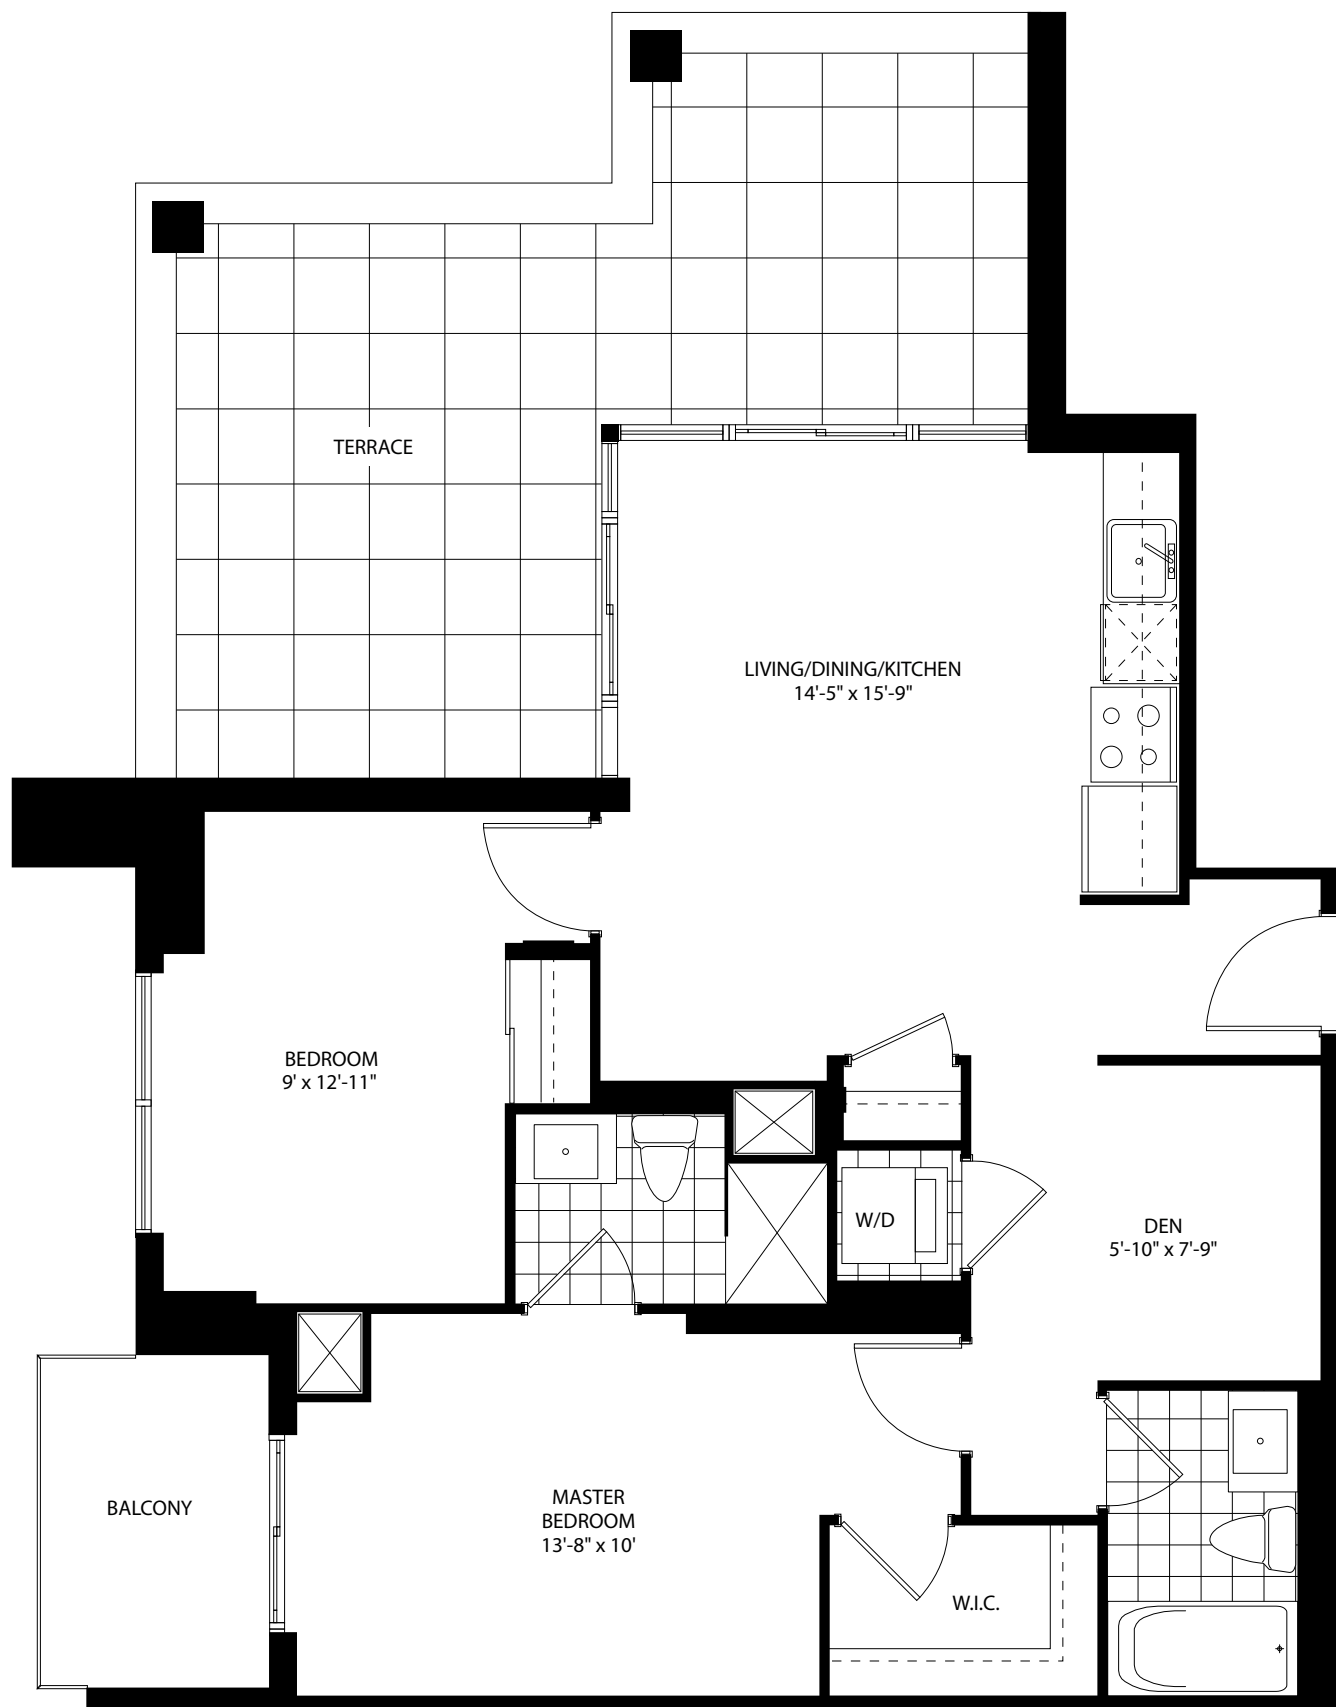 TERRACE
LIVING/DINING/KITCHEN
14'-5" x 15'-9"
BEDROOM
9' x 12'-11"
W/D
DEN
5'-10" x 7'-9"
BALCONY
MASTER
BEDROOM
13'-8" x 10'
W.I.C.